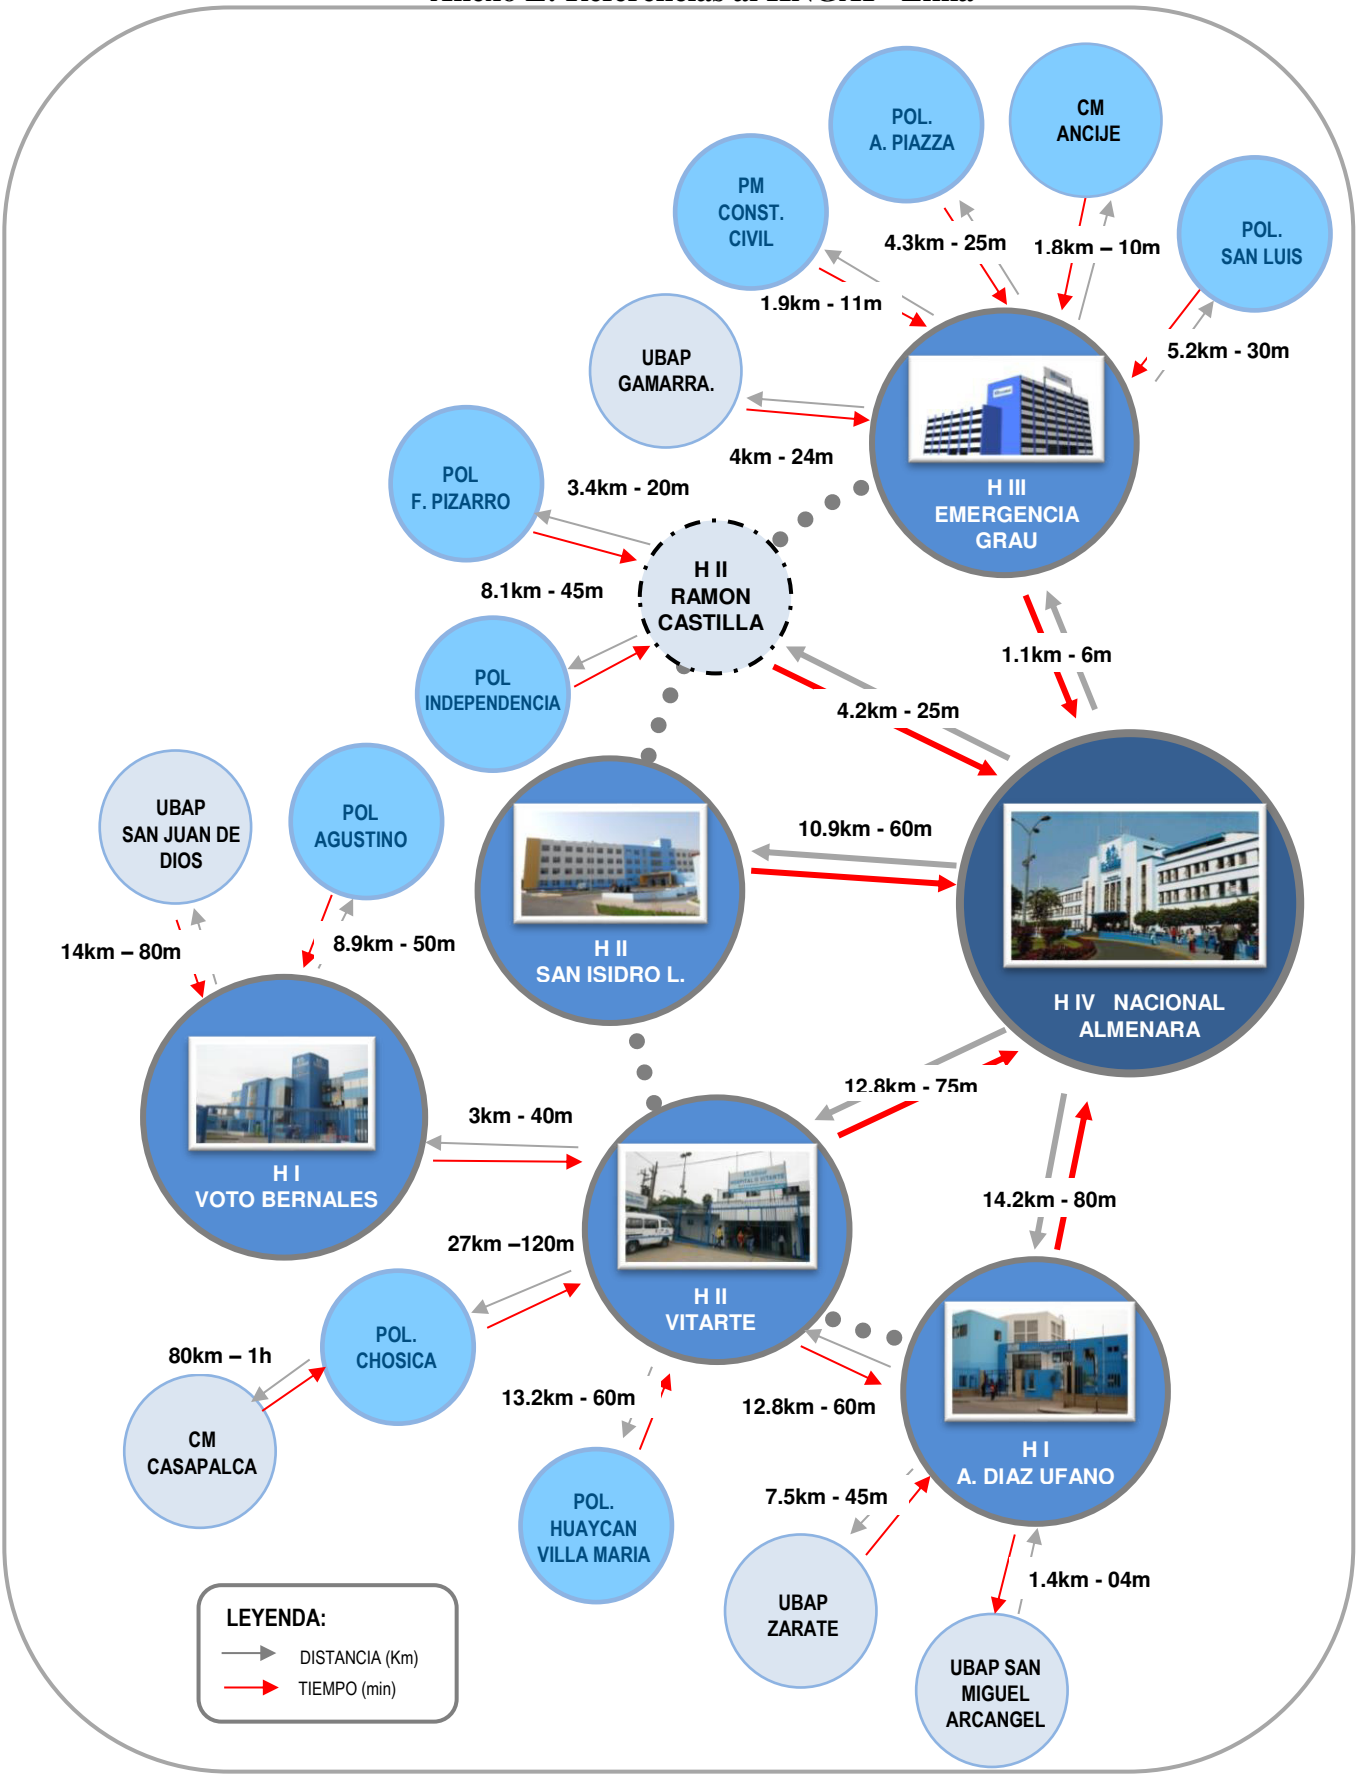 POL.
A. PIAZZA
CM
ANCIJE
PM
CONST.
CIVIL
POL.
SAN LUIS
4.3km - 25m
1.8km – 10m
1.9km - 11m
5.2km - 30m
UBAP
GAMARRA.
4km - 24m
H III
EMERGENCIA
GRAU
POL
F. PIZARRO
3.4km - 20m
H II
RAMON
CASTILLA
8.1km - 45m
POL
INDEPENDENCIA
1.1km - 6m
4.2km - 25m
UBAP
SAN JUAN DE
DIOS
POL
AGUSTINO
10.9km - 60m
14km – 80m
8.9km - 50m
H II
SAN ISIDRO L.
H IV NACIONAL
ALMENARA
12.8km - 75m
3km - 40m
H I
VOTO BERNALES
14.2km - 80m
27km –120m
H II
VITARTE
POL.
CHOSICA
80km – 1h
13.2km - 60m
12.8km - 60m
CM
CASAPALCA
H I
A. DIAZ UFANO
7.5km - 45m
POL.
HUAYCAN
VILLA MARIA
1.4km - 04m
UBAP
ZARATE
UBAP SAN
MIGUEL
ARCANGEL
LEYENDA:
DISTANCIA (Km)
TIEMPO (min)